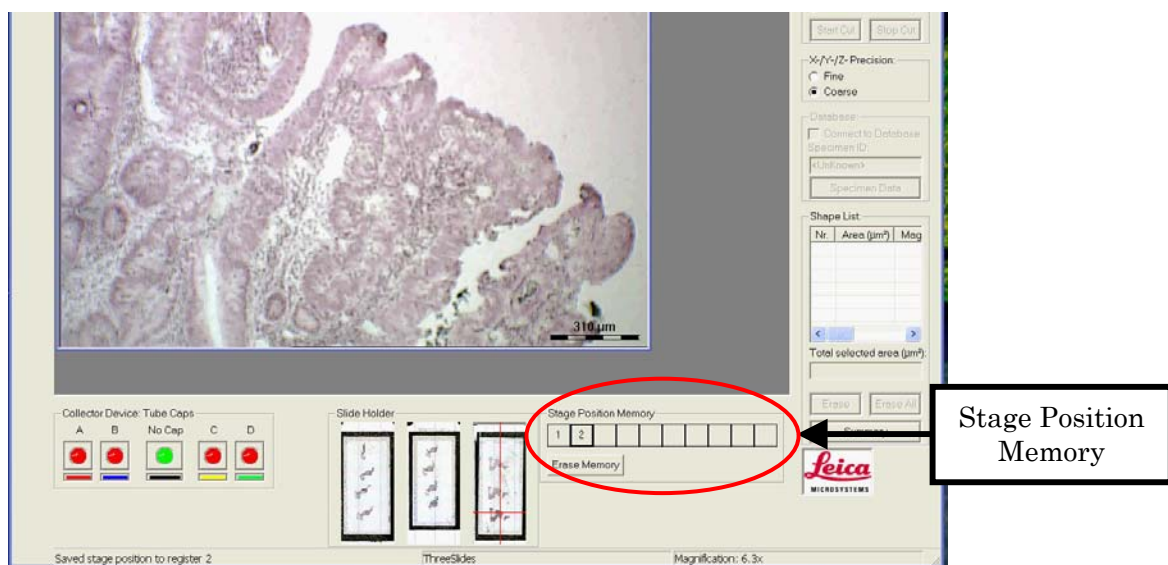 Start Cut Stop Cut
X-/Y-/Z- Precision:
Fine
Coarse
Database:
Connect to Database
Specimen ID:
<UnKnown>
Specimen Data
Shape List:
Nr. Area (µm²) Mag
310 µm
Total selected area (µm²):
Erase Erase All
Summary
Leica
MICROSYSTEMS
Collector Device: Tube Caps
A B No Cap C D
Slide Holder
Stage Position Memory
1 2
Erase Memory
Stage Position
Memory
Saved stage position to register 2 ThreeSlides Magnification: 6.3x